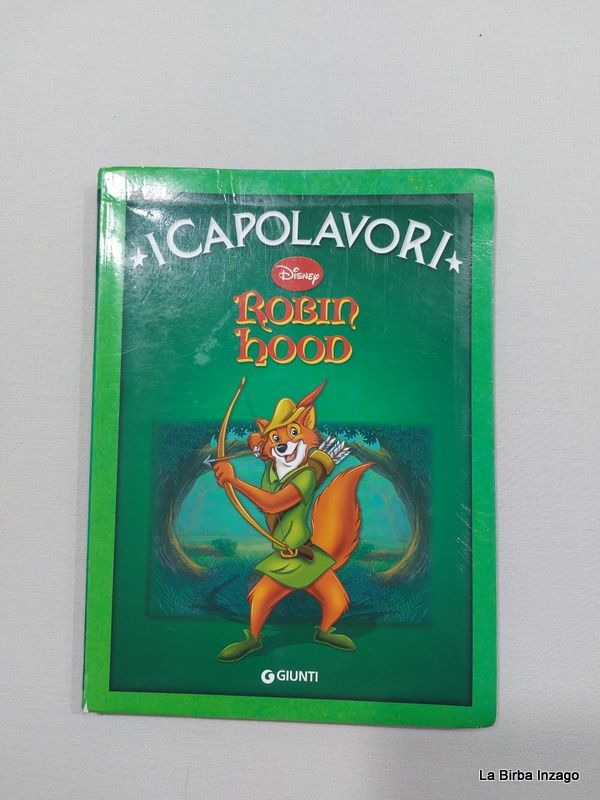 I CAPOLAVORI
Disney
ROBIN
HOOD
GIUNTI
La Birba Inzago